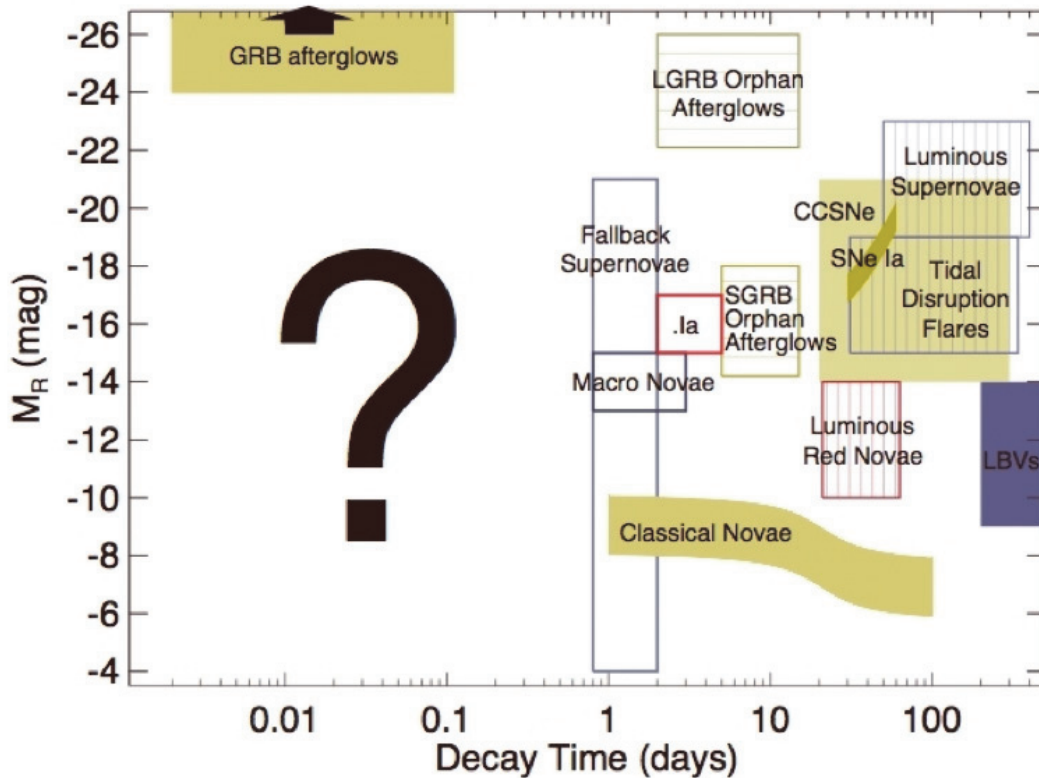 -26
-24
-22
-20
-18
-16
-14
-12
-10
-8
-6
-4
M_R (mag)
GRB afterglows
LGRB Orphan
Afterglows
Luminous
Supernovae
CCSNe
Fallback
Supernovae
SNe Ia
Tidal
Disruption
Flares
.Ia
SGRB
Orphan
Afterglows
Macro Novae
Luminous
Red Novae
LBVs
Classical Novae
?
0.01
0.1
1
10
100
Decay Time (days)